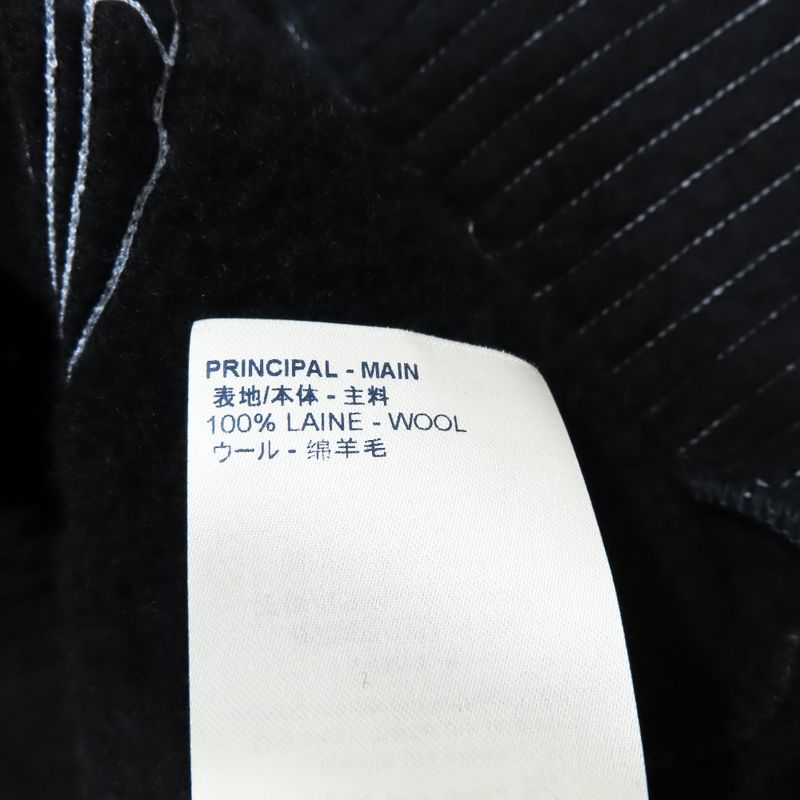 PRINCIPAL - MAIN
表地/本体 - 主料
100% LAINE - WOOL
ウール - 绵羊毛